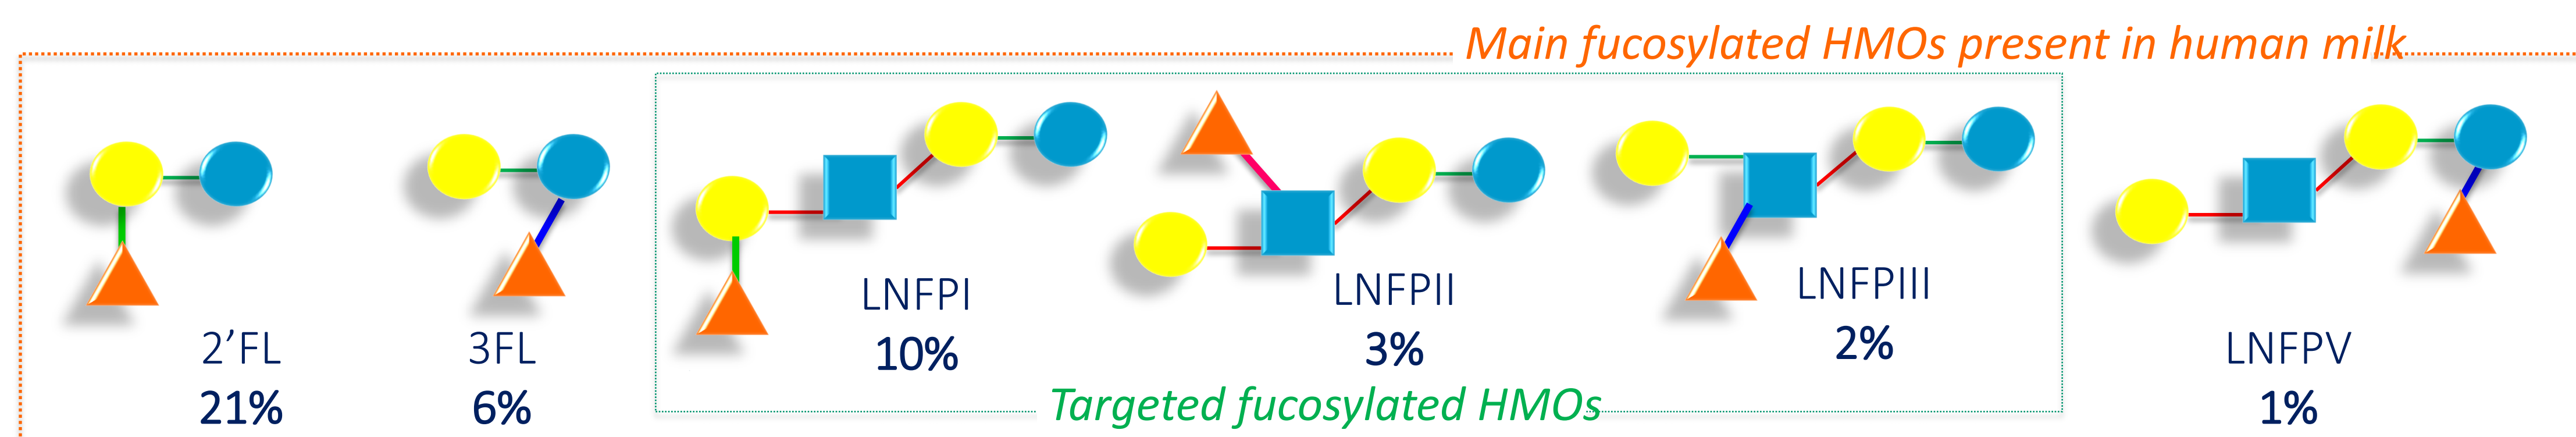 Main fucosylated HMOs present in human milk
2’FL
21%
3FL
6%
LNFPI
10%
LNFPII
3%
LNFPIII
2%
LNFPV
1%
Targeted fucosylated HMOs